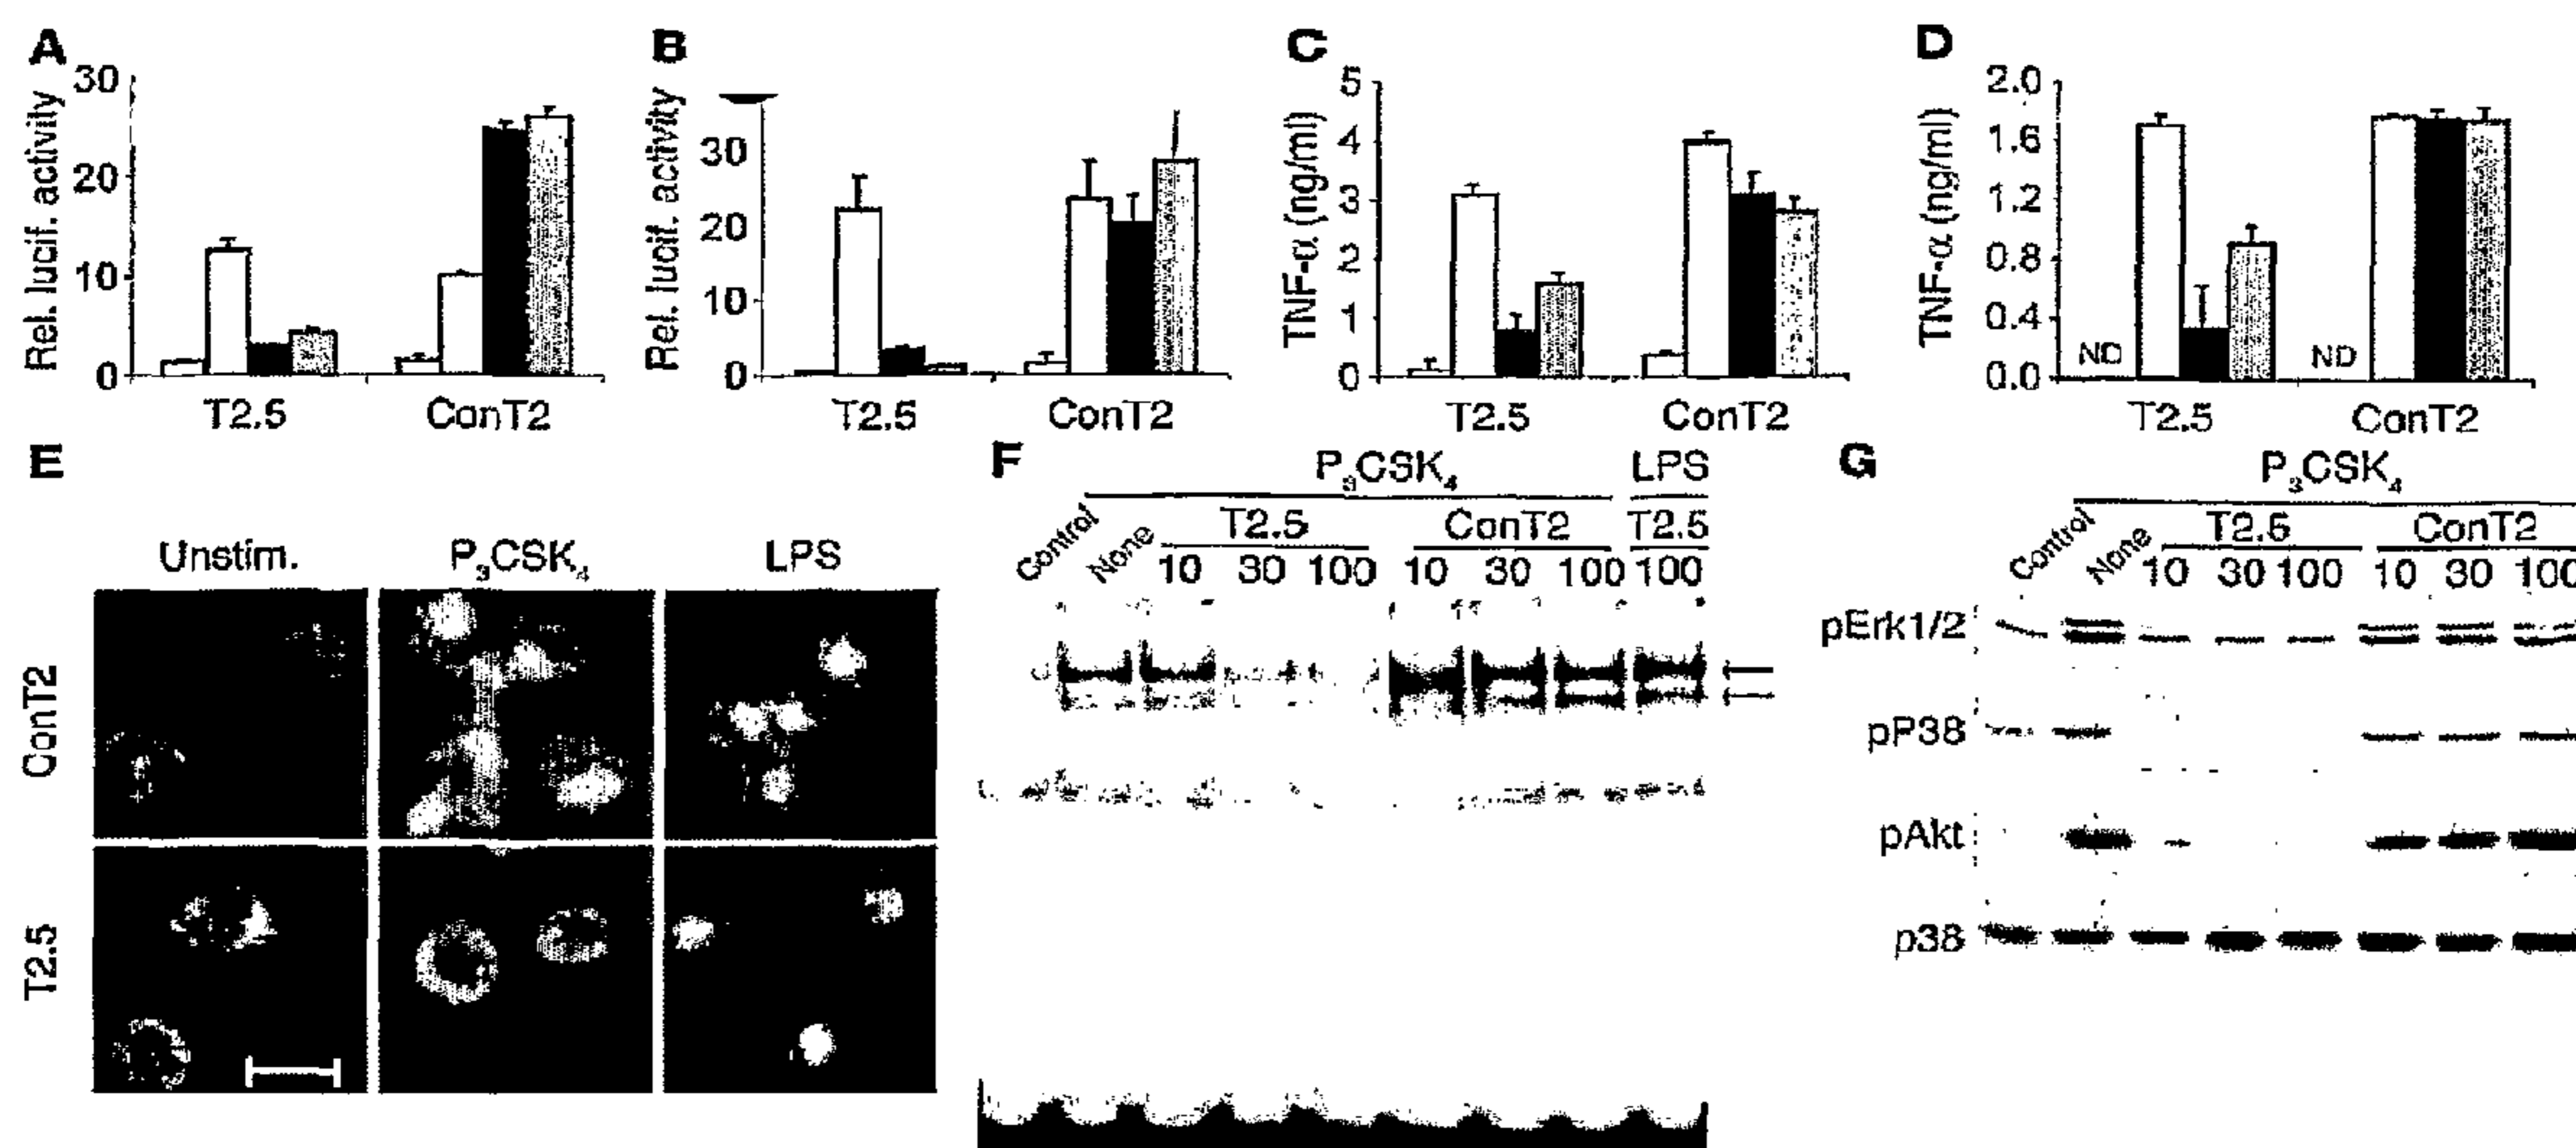 A
30
20
10
0
Rel. lucif. activity
T2.5 ConT2
B
30
20
10
0
Rel. lucif. activity
T2.5 ConT2
C
5
4
3
2
1
0
TNF-α (ng/ml)
T2.5 ConT2
D
2.0
1.6
1.2
0.8
0.4
0.0
TNF-α (ng/ml)
ND ND
T2.5 ConT2
E
Unstim. P₃CSK₄ LPS
ConT2
T2.5
F
P₃CSK₄ LPS
Control None T2.5 ConT2 T2.5
10 30 100 10 30 100 100
G
P₃CSK₄
Control None T2.5 ConT2
10 30 100 10 30 100
pErk1/2
pP38
pAkt
p38